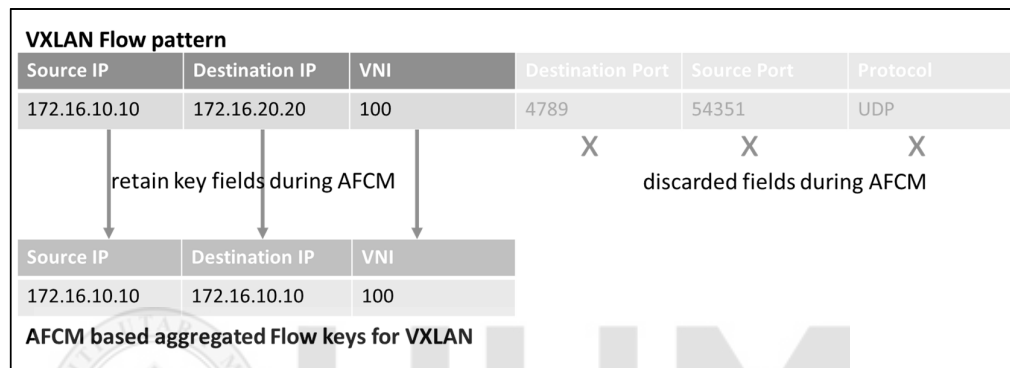 VXLAN Flow pattern
Source IP Destination IP VNI Destination Port Source Port Protocol
172.16.10.10 172.16.20.20 100 4789 54351 UDP
X X X
retain key fields during AFCM discarded fields during AFCM
Source IP Destination IP VNI
172.16.10.10 172.16.10.10 100
AFCM based aggregated Flow keys for VXLAN